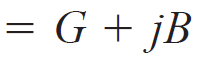 = G + jB